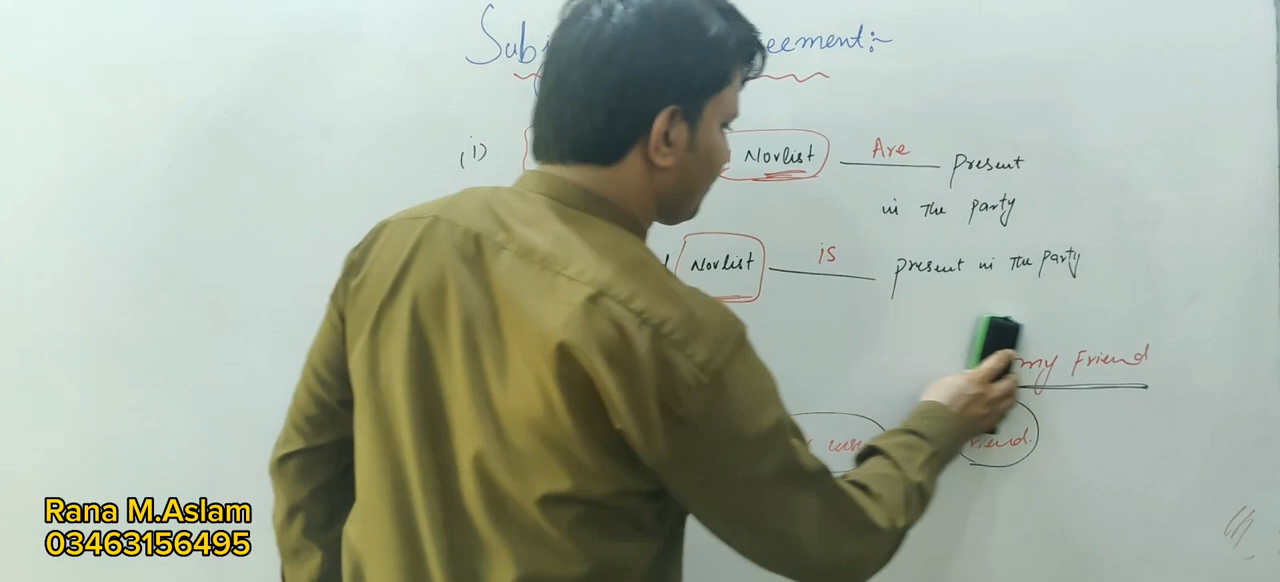 Sub eement:-
(i) Novlist Are present
in the party
Novlist is present in the party
my Friend
riend.
Rana M.Aslam
03463156495